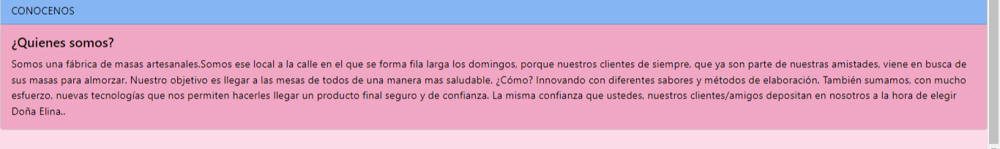 CONOCENOS
¿Quienes somos?
Somos una fábrica de masas artesanales.Somos ese local a la calle en el que se forma fila larga los domingos, porque nuestros clientes de siempre, que ya son parte de nuestras amistades, viene en busca de
sus masas para almorzar. Nuestro objetivo es llegar a las mesas de todos de una manera mas saludable. ¿Cómo? Innovando con diferentes sabores y métodos de elaboración. También sumamos, con mucho
esfuerzo, nuevas tecnologías que nos permiten hacerles llegar un producto final seguro y de confianza. La misma confianza que ustedes, nuestros clientes/amigos depositan en nosotros a la hora de elegir
Doña Elina..